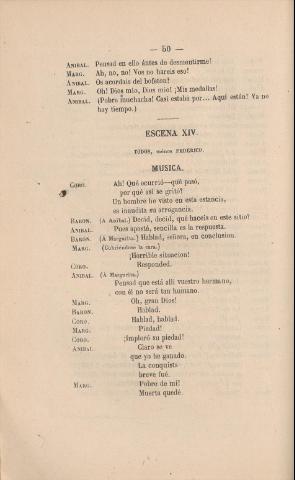 — 50 —
ANIBAL. Pensad en ello ántes de desmentirme!
MARG. Ah, no, no! Vos no hareis eso!
ANIBAL. Os acordais del bofeton!
MARG. Oh! Dios mio, Dios mio! ¡Mis medallas!
ANIBAL. (Pobre muchacha! Casi estaba por... Aquí están! Ya no
hay tiempo.)
ESCENA XIV.
TODOS, ménos FEDERICO.
MUSICA.
CORO. Ah! Qué ocurrió—qué pasó,
por qué así se gritó?
Un hombre he visto en esta estancia,
es inaudita su arrogancia.
BARON. (A Anibal.) Decid, decid, qué haceis en este sitio?
ANIBAL. Pues apostá, sencilla es la respuesta.
BARON. (A Margarita.) Hablad, señora, en conclusion.
MARG. (Cubriéndose la cara.)
¡Horrible situacion!
CORO. Responded.
ANIBAL. (A Margarita.)
Pensad que está allí vuestro hermano,
con él no será tan humano.
MARG. Oh, gran Dios!
BARON. Hablad.
CORO. Hablad, hablad.
MARG. Piedad!
CORO. ¡Imploró su piedad!
ANIBAL. Claro se ve
que yo he ganado.
La conquista
breve fué.
MARG. Pobre de mí!
Muerta quedé.